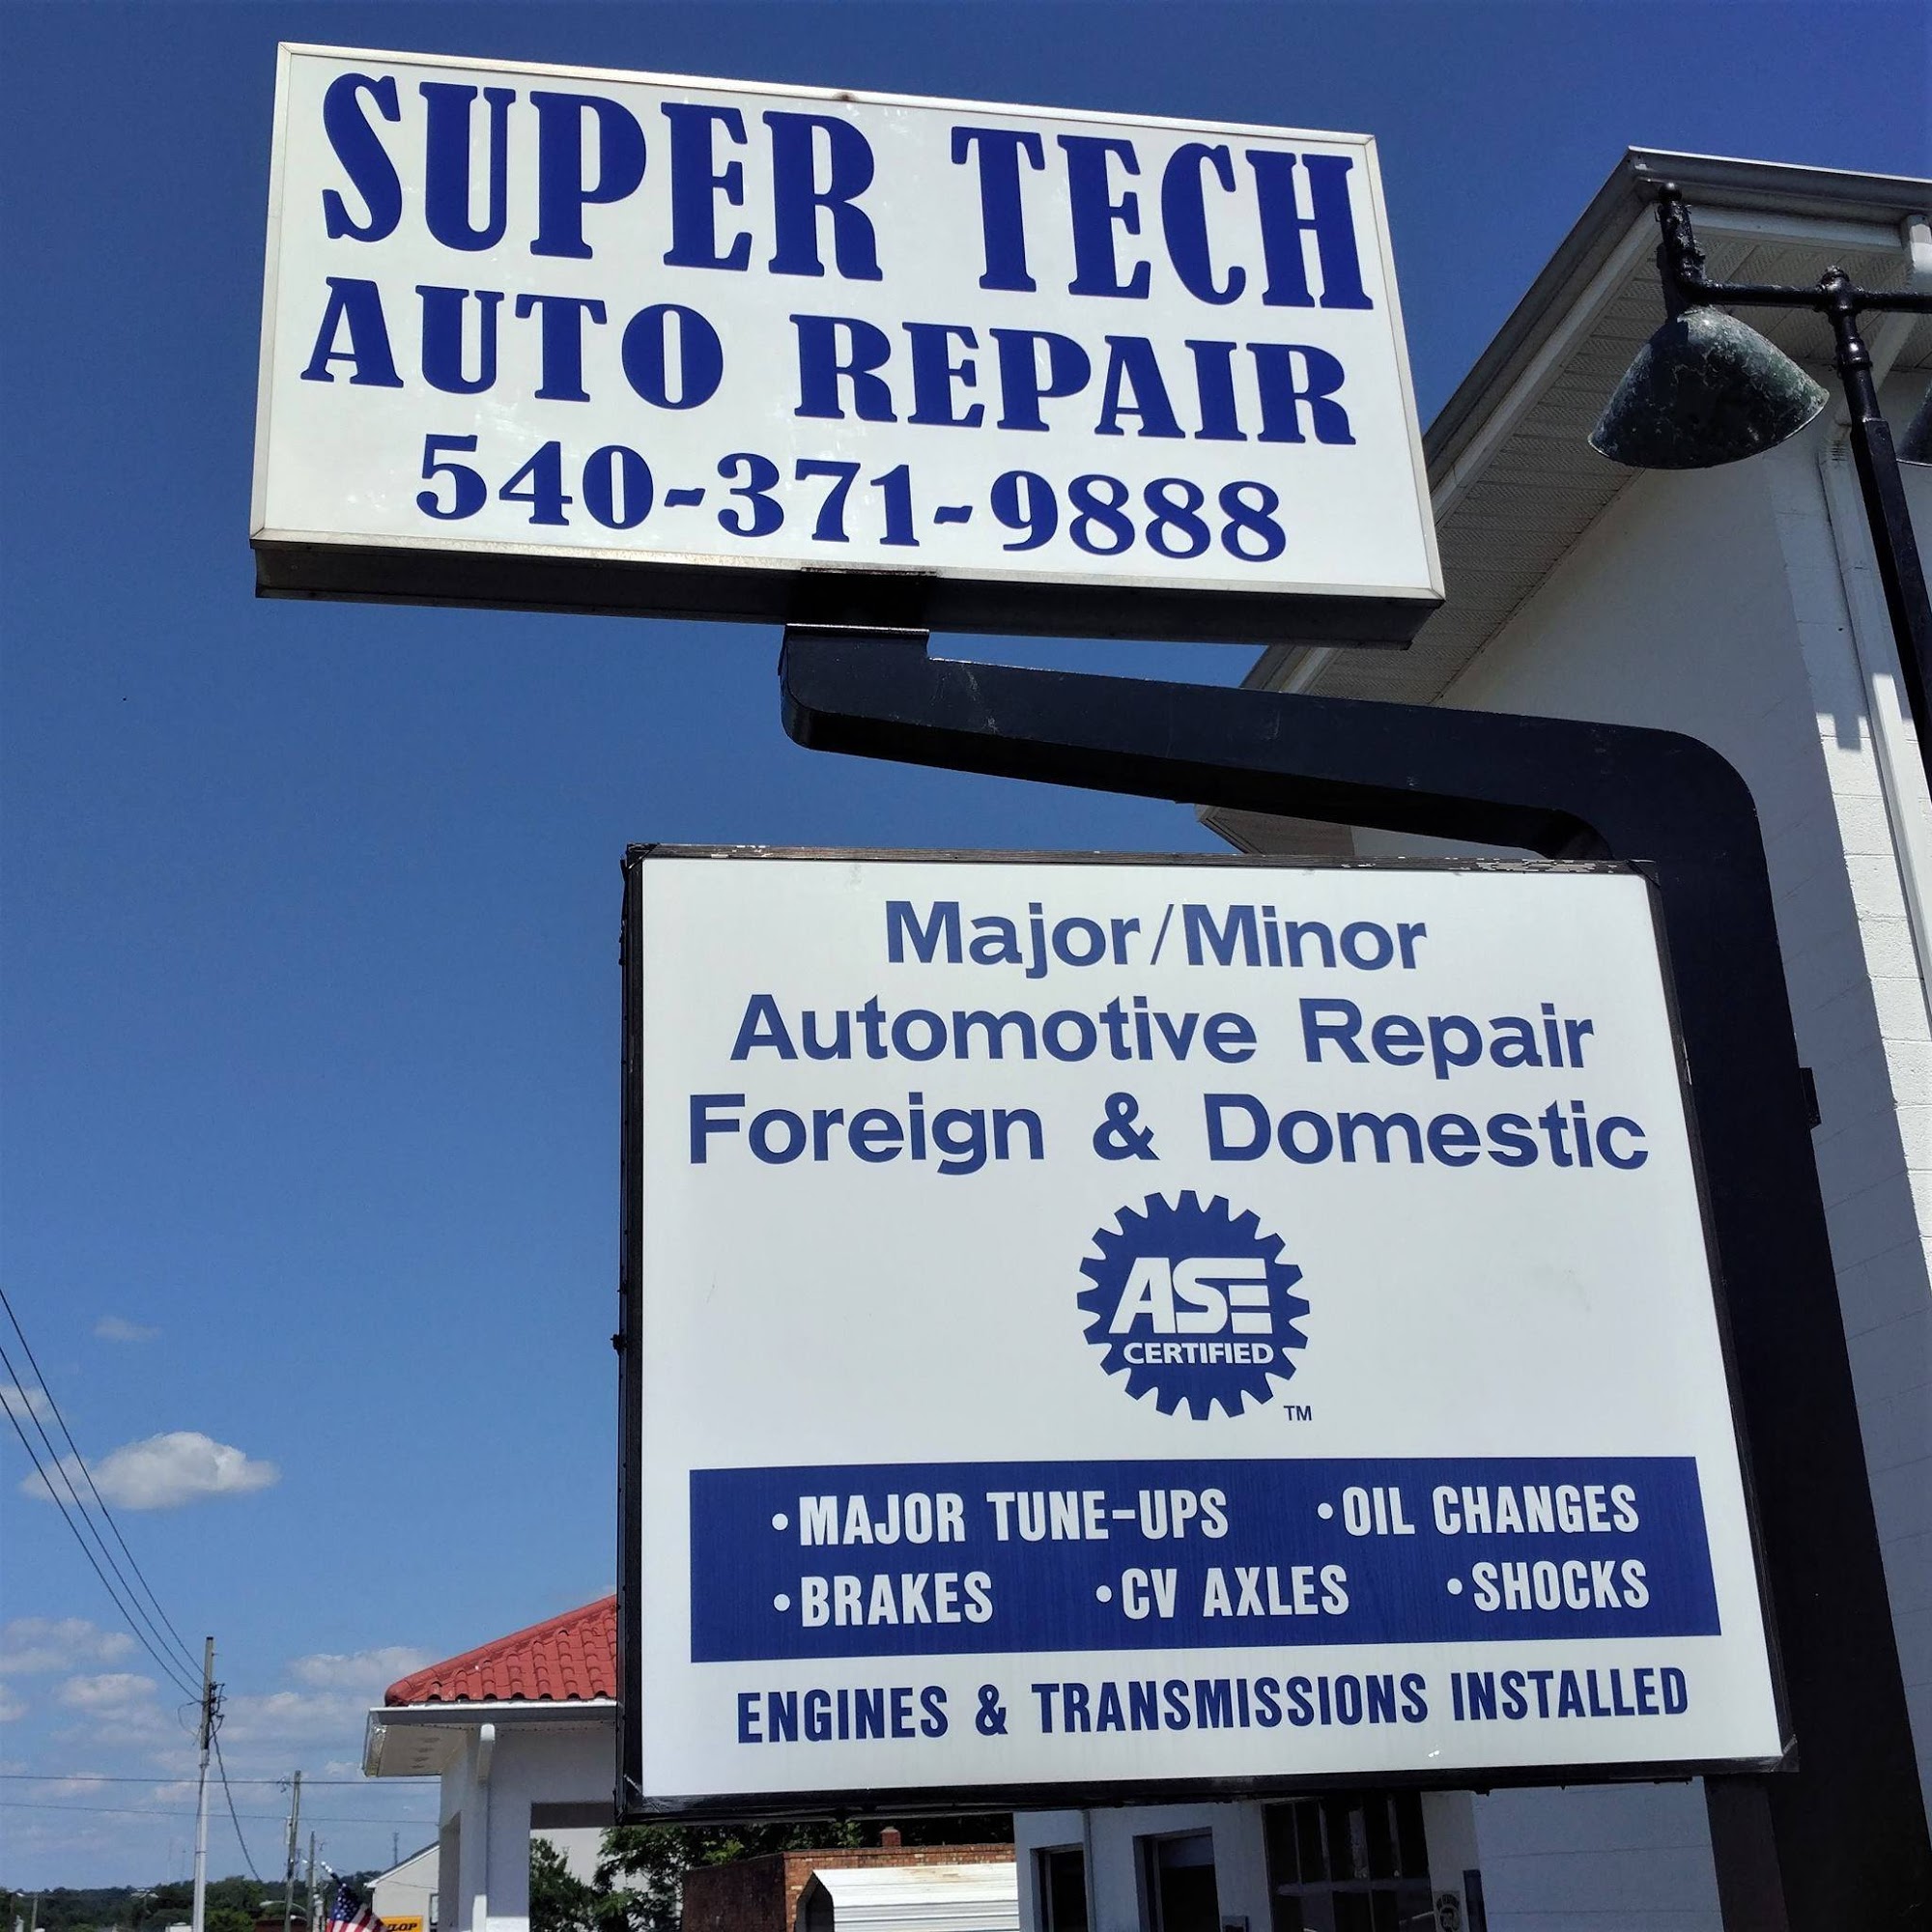 SUPER TECH
AUTO REPAIR
540-371-9888
Major/Minor
Automotive Repair
Foreign & Domestic
ASE
CERTIFIED
TM
•MAJOR TUNE-UPS •OIL CHANGES
•BRAKES •CV AXLES •SHOCKS
ENGINES & TRANSMISSIONS INSTALLED